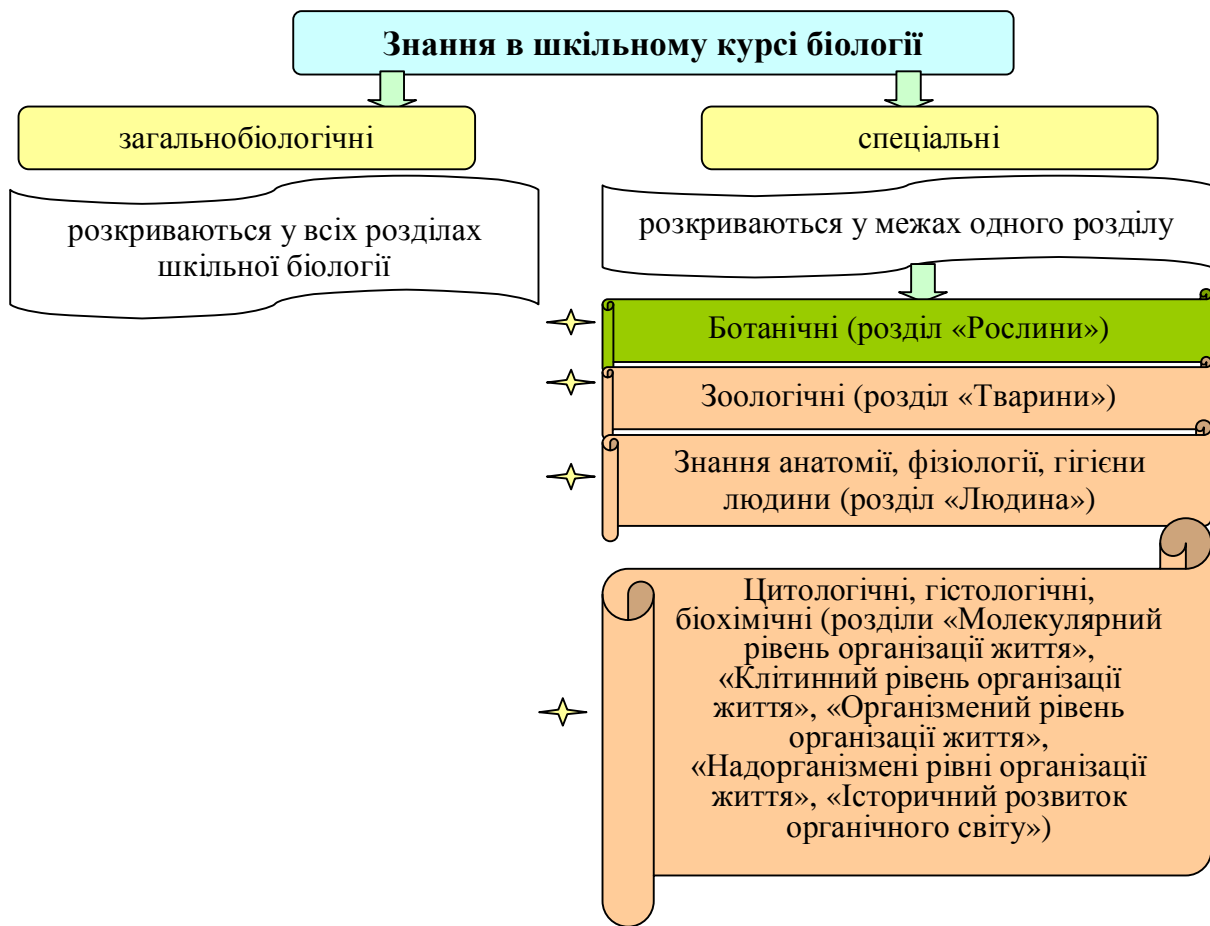 Знання в шкільному курсі біології
загальнобіологічні
спеціальні
розкриваються у всіх розділах
шкільної біології
розкриваються у межах одного розділу
Ботанічні (розділ «Рослини»)
Зоологічні (розділ «Тварини»)
Знання анатомії, фізіології, гігієни
людини (розділ «Людина»)
Цитологічні, гістологічні,
біохімічні (розділи «Молекулярний
рівень організації життя»,
«Клітинний рівень організації
життя», «Організмений рівень
організації життя»,
«Надорганізмені рівні організації
життя», «Історичний розвиток
органічного світу»)